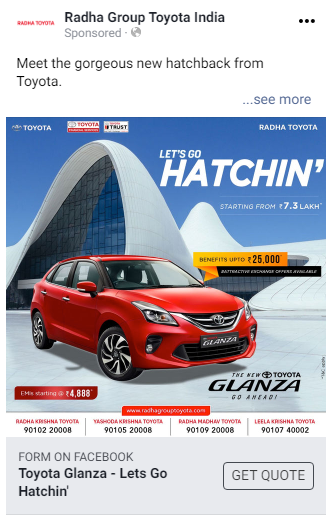 RADHA TOYOTA
Radha Group Toyota India
Sponsored ·
Meet the gorgeous new hatchback from
Toyota.
...see more
TOYOTA
TOYOTA
TRUST
RADHA TOYOTA
LET'S GO
HATCHIN'
STARTING FROM ₹7.3 LAKH*
BENEFITS UPTO ₹25,000*
*ATTRACTIVE EXCHANGE OFFERS AVAILABLE
GLANZA
THE NEW TOYOTA
GLANZA
GO AHEAD!
EMIs starting @ ₹4,888*
www.radhagrouptoyota.com
RADHA KRISHNA TOYOTA
90102 20008
YASHODA KRISHNA TOYOTA
90105 20008
RADHA MADHAV TOYOTA
90109 20008
LEELA KRISHNA TOYOTA
90107 40002
FORM ON FACEBOOK
Toyota Glanza - Lets Go
Hatchin'
GET QUOTE